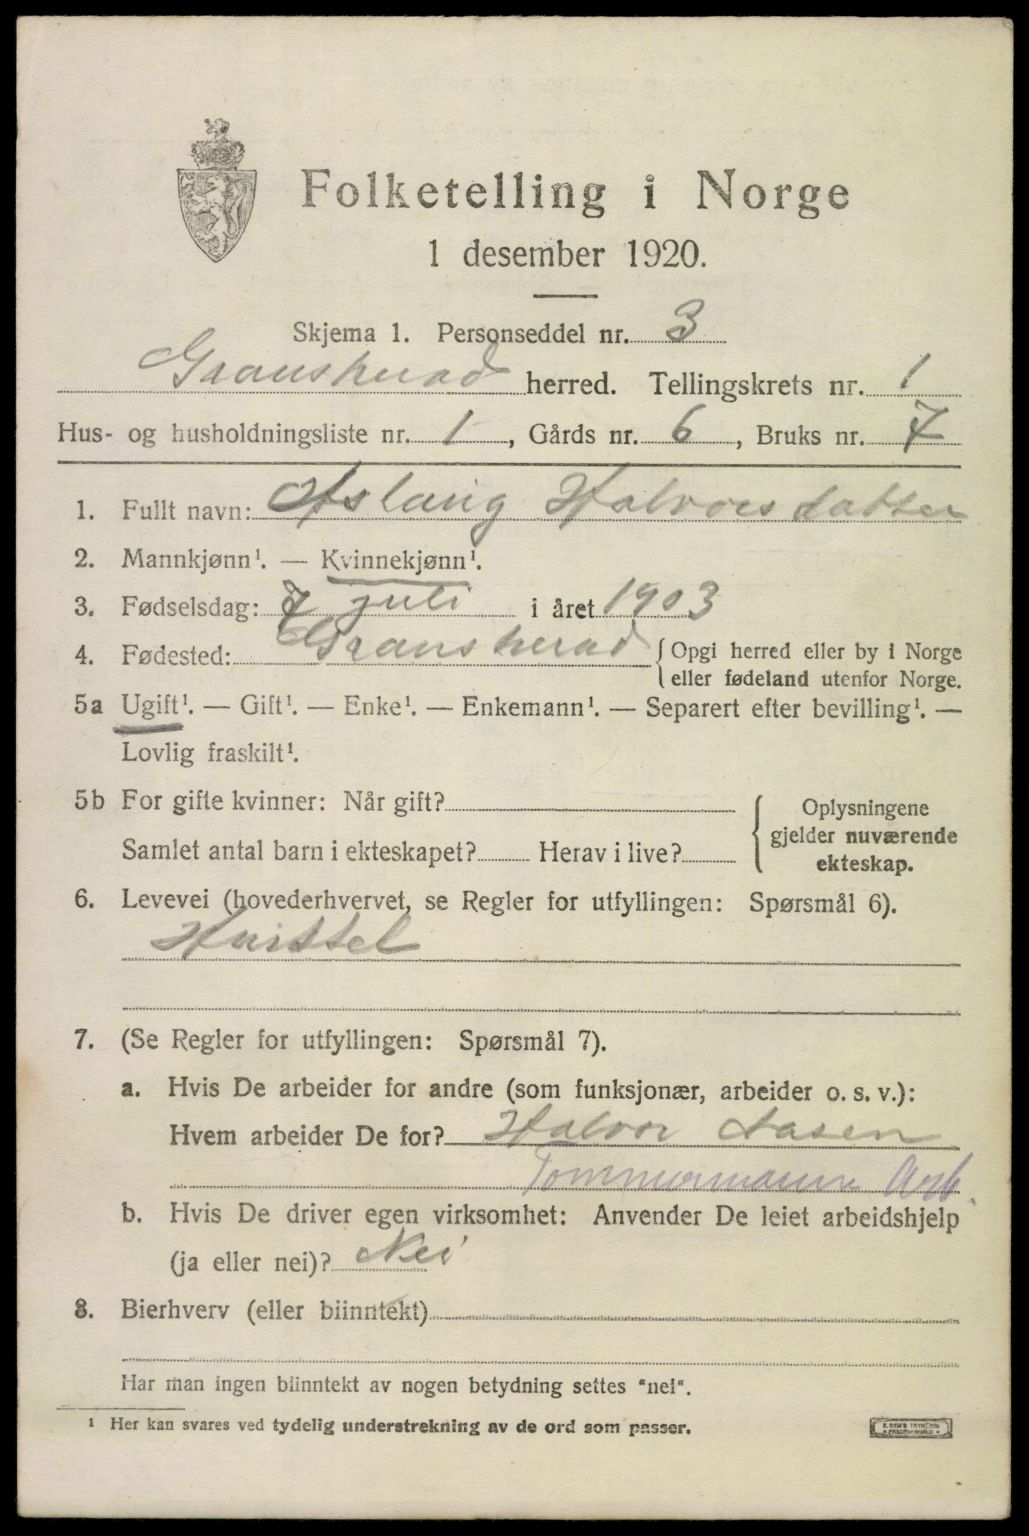 Folketelling i Norge
1 desember 1920.
Skjema 1. Personseddel nr. 3
Gransherad herred. Tellingskrets nr. 1
Hus- og husholdningsliste nr. 1, Gårds nr. 6, Bruks nr. 7
1. Fullt navn: Aslaug Halvorsdatter
2. Mannkjønn¹. — Kvinnekjønn¹.
3. Fødselsdag: 7 juli i året 1903
4. Fødested: Gransherad { Opgi herred eller by i Norge
eller fødeland utenfor Norge.
5a Ugift¹. — Gift¹. — Enke¹. — Enkemann¹. — Separert efter bevilling¹. —
Lovlig fraskilt¹.
5b For gifte kvinner: Når gift?
Samlet antal barn i ekteskapet? Herav i live?
{ Oplysningene
gjelder nuværende
ekteskap.
6. Levevei (hovederhvervet, se Regler for utfyllingen: Spørsmål 6).
7. (Se Regler for utfyllingen: Spørsmål 7).
a. Hvis De arbeider for andre (som funksjonær, arbeider o. s. v.):
Hvem arbeider De for? Halvor Aasen
Tømmermann Arb.
b. Hvis De driver egen virksomhet: Anvender De leiet arbeidshjelp
(ja eller nei)? Nei
8. Bierhverv (eller biinntekt)
Har man ingen biinntekt av nogen betydning settes "nei".
¹ Her kan svares ved tydelig understrekning av de ord som passer.